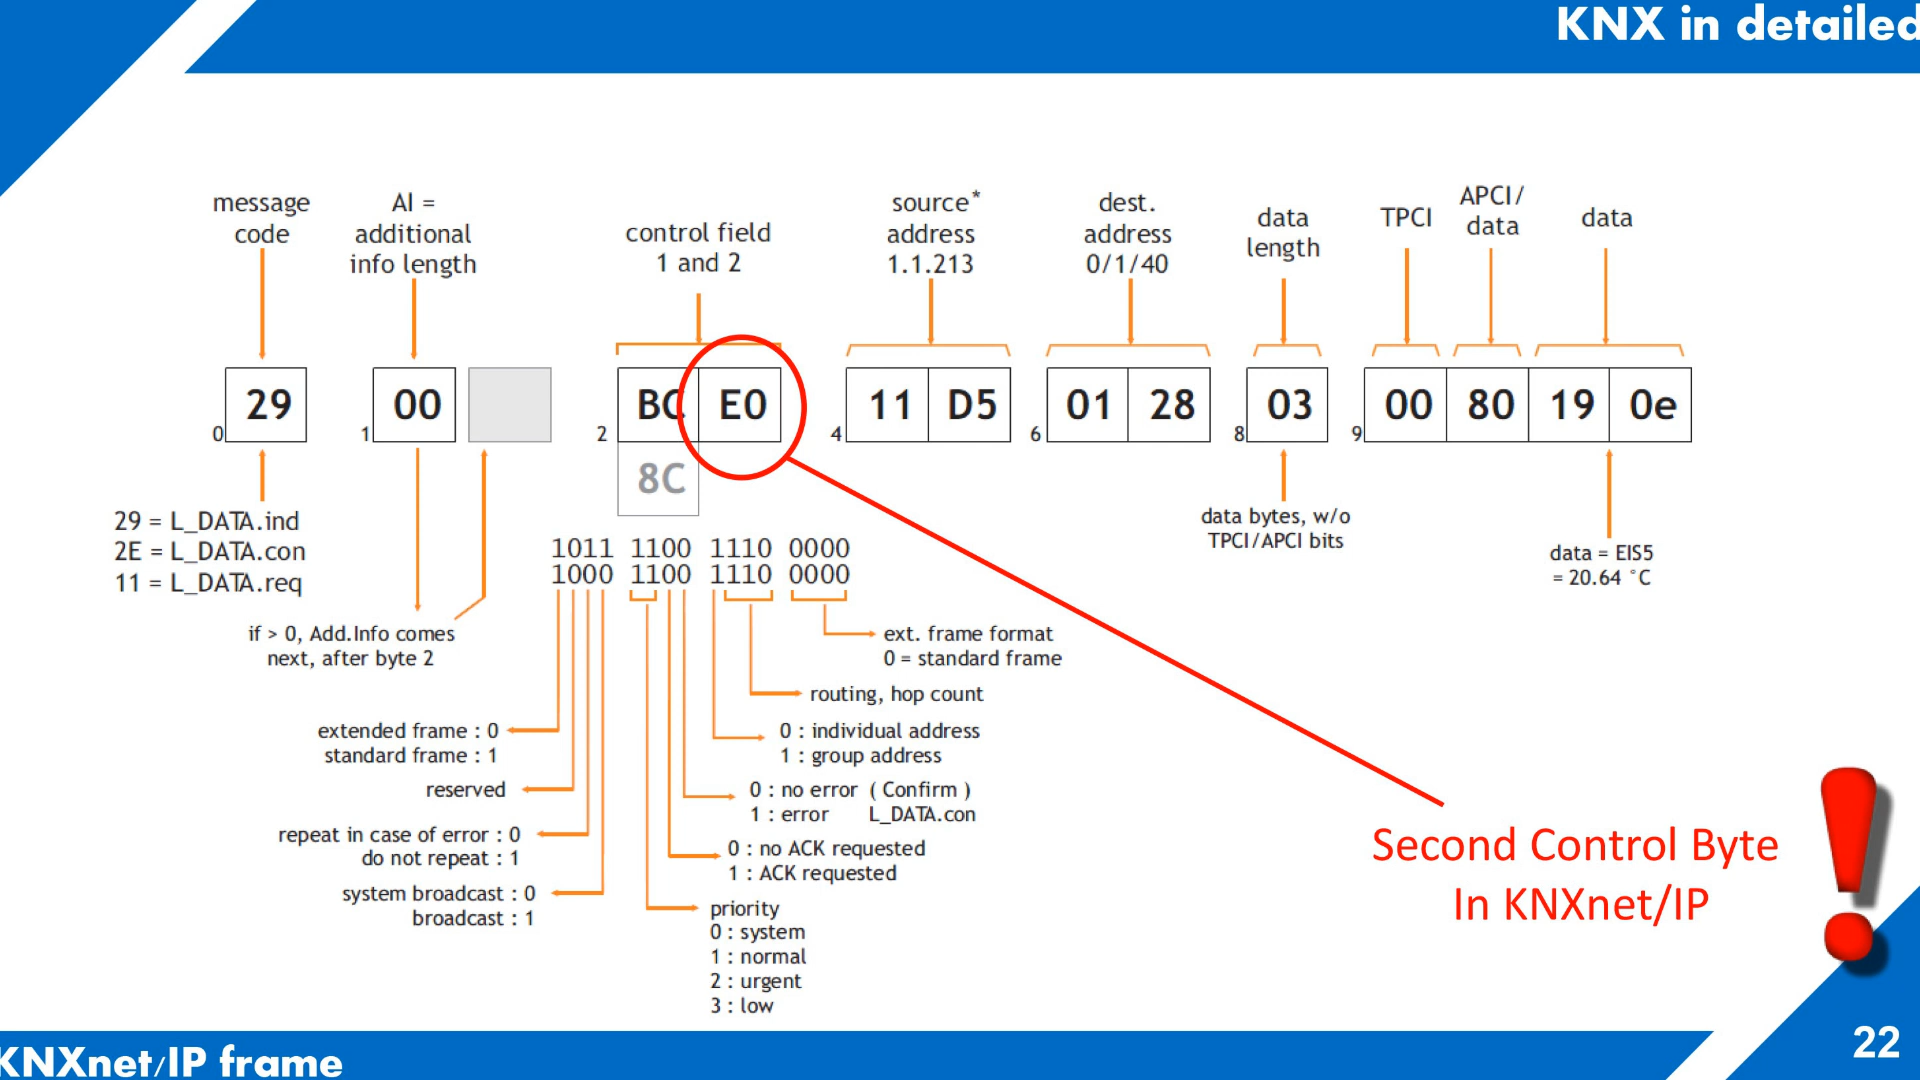 KNX in detailed
message
code
AI =
additional
info length
control field
1 and 2
source*
address
1.1.213
dest.
address
0/1/40
data
length
TPCI
APCI/
data
data
29
00
BC
E0
11
D5
01
28
03
00
80
19
0e
0
1
2
4
6
8
9
8C
29 = L_DATA.ind
2E = L_DATA.con
11 = L_DATA.req
data bytes, w/o
TPCI/APCI bits
data = EIS5
= 20.64 °C
1011 1100 1110 0000
1000 1100 1110 0000
if > 0, Add.Info comes
next, after byte 2
ext. frame format
0 = standard frame
routing, hop count
extended frame : 0
standard frame : 1
0 : individual address
1 : group address
reserved
0 : no error ( Confirm )
1 : error L_DATA.con
repeat in case of error : 0
do not repeat : 1
0 : no ACK requested
1 : ACK requested
system broadcast : 0
broadcast : 1
priority
0 : system
1 : normal
2 : urgent
3 : low
Second Control Byte
In KNXnet/IP
KNXnet/IP frame
22